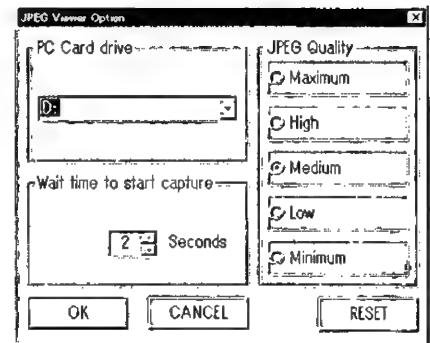 JPEG Viewer Option
PC Card drive
D:
Wait time to start capture
2 Seconds
JPEG Quality
Maximum
High
Medium
Low
Minimum
OK
CANCEL
RESET